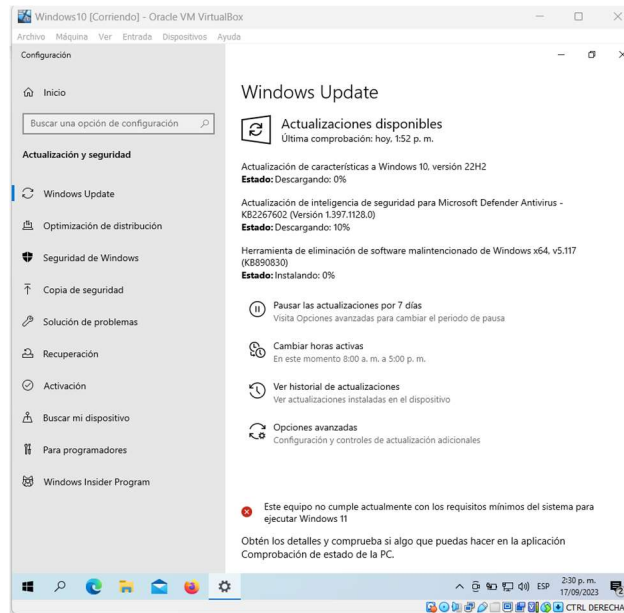 Windows10 [Corriendo] - Oracle VM VirtualBox
Archivo Máquina Ver Entrada Dispositivos Ayuda
Configuración
Inicio
Buscar una opción de configuración
Actualización y seguridad
Windows Update
Optimización de distribución
Seguridad de Windows
Copia de seguridad
Solución de problemas
Recuperación
Activación
Buscar mi dispositivo
Para programadores
Windows Insider Program
Windows Update
Actualizaciones disponibles
Última comprobación: hoy, 1:52 p. m.
Actualización de características a Windows 10, versión 22H2
Estado: Descargando: 0%
Actualización de inteligencia de seguridad para Microsoft Defender Antivirus -
KB2267602 (Versión 1.397.1128.0)
Estado: Descargando: 10%
Herramienta de eliminación de software malintencionado de Windows x64, v5.117
(KB890830)
Estado: Instalando: 0%
Pausar las actualizaciones por 7 días
Visita Opciones avanzadas para cambiar el periodo de pausa
Cambiar horas activas
En este momento 8:00 a. m. a 5:00 p. m.
Ver historial de actualizaciones
Ver actualizaciones instaladas en el dispositivo
Opciones avanzadas
Configuración y controles de actualización adicionales
Este equipo no cumple actualmente con los requisitos mínimos del sistema para
ejecutar Windows 11
Obtén los detalles y comprueba si algo que puedas hacer en la aplicación
Comprobación de estado de la PC.
ESP
2:30 p. m.
17/09/2023
2
CTRL DERECHA